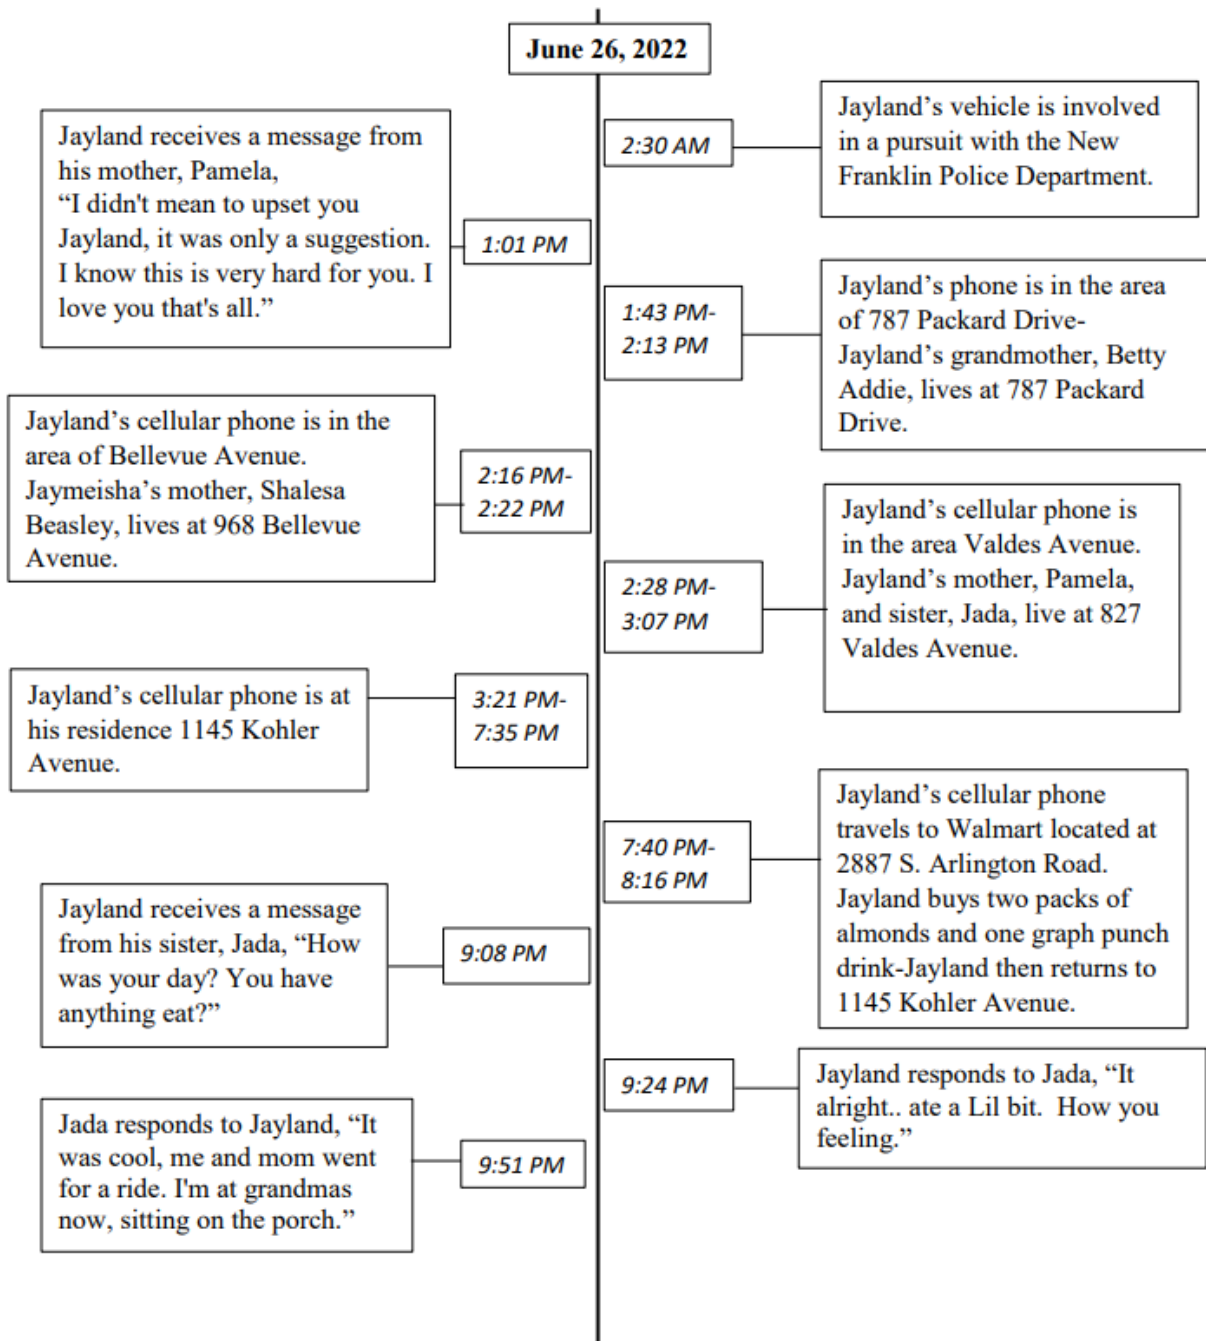 June 26, 2022
2:30 AM
Jayland’s vehicle is involved
in a pursuit with the New
Franklin Police Department.
Jayland receives a message from
his mother, Pamela,
“I didn't mean to upset you
Jayland, it was only a suggestion.
I know this is very hard for you. I
love you that's all.”
1:01 PM
1:43 PM-
2:13 PM
Jayland’s phone is in the area
of 787 Packard Drive-
Jayland’s grandmother, Betty
Addie, lives at 787 Packard
Drive.
Jayland’s cellular phone is in the
area of Bellevue Avenue.
Jaymeisha’s mother, Shalesa
Beasley, lives at 968 Bellevue
Avenue.
2:16 PM-
2:22 PM
2:28 PM-
3:07 PM
Jayland’s cellular phone is
in the area Valdes Avenue.
Jayland’s mother, Pamela,
and sister, Jada, live at 827
Valdes Avenue.
Jayland’s cellular phone is at
his residence 1145 Kohler
Avenue.
3:21 PM-
7:35 PM
7:40 PM-
8:16 PM
Jayland’s cellular phone
travels to Walmart located at
2887 S. Arlington Road.
Jayland buys two packs of
almonds and one graph punch
drink-Jayland then returns to
1145 Kohler Avenue.
Jayland receives a message
from his sister, Jada, “How
was your day? You have
anything eat?”
9:08 PM
9:24 PM
Jayland responds to Jada, “It
alright.. ate a Lil bit.  How you
feeling.”
Jada responds to Jayland, “It
was cool, me and mom went
for a ride. I'm at grandmas
now, sitting on the porch.”
9:51 PM